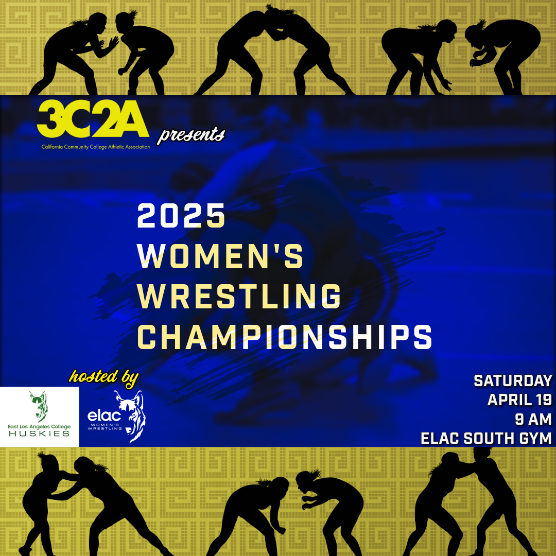 3C2A
California Community College Athletic Association
presents
2025
WOMEN'S
WRESTLING
CHAMPIONSHIPS
hosted by
East Los Angeles College
HUSKIES
elac
WOMEN'S
WRESTLING
SATURDAY
APRIL 19
9 AM
ELAC SOUTH GYM